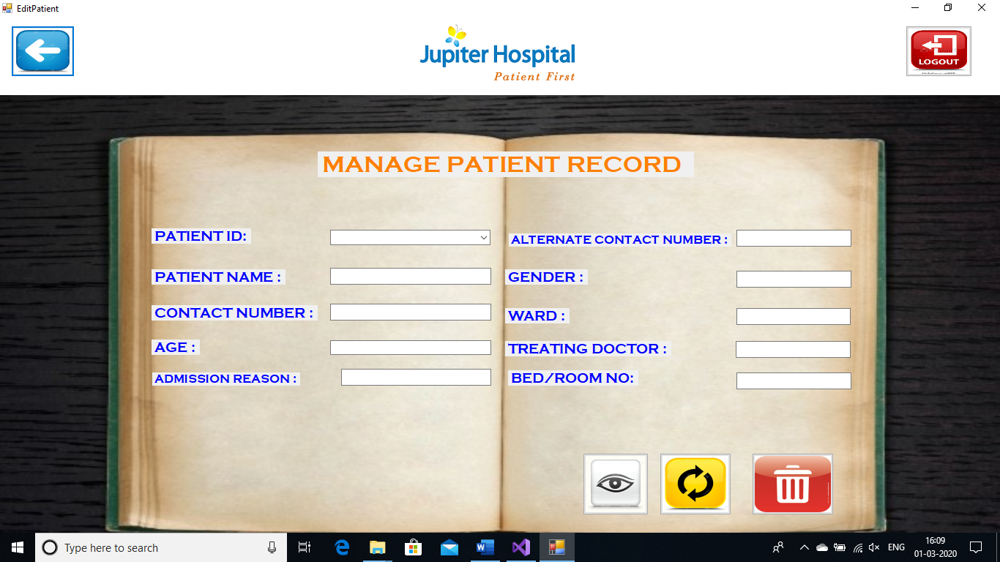 EditPatient
Jupiter Hospital
Patient First
LOGOUT
MANAGE PATIENT RECORD
PATIENT ID:
ALTERNATE CONTACT NUMBER :
PATIENT NAME :
GENDER :
CONTACT NUMBER :
WARD :
AGE :
TREATING DOCTOR :
ADMISSION REASON :
BED/ROOM NO:
Type here to search
ENG
16:09
01-03-2020